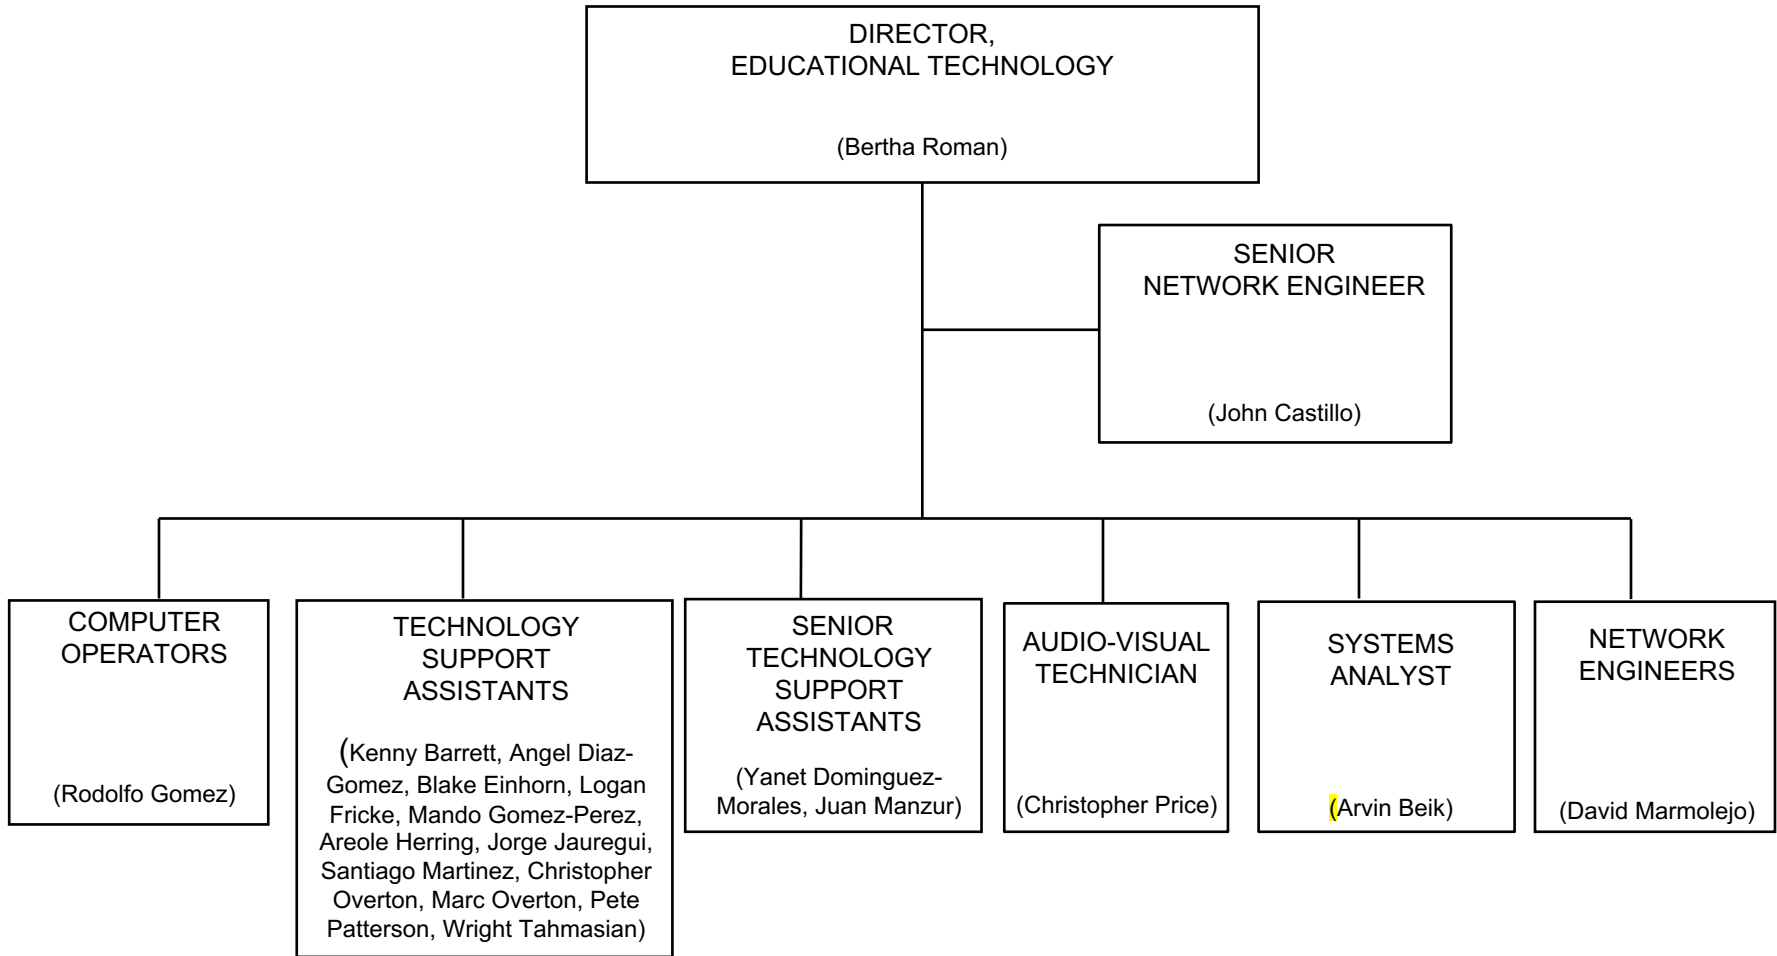 DIRECTOR,
EDUCATIONAL TECHNOLOGY
(Bertha Roman)
SENIOR
NETWORK ENGINEER
(John Castillo)
COMPUTER
OPERATORS
(Rodolfo Gomez)
TECHNOLOGY
SUPPORT
ASSISTANTS
(Kenny Barrett, Angel Diaz-
Gomez, Blake Einhorn, Logan
Fricke, Mando Gomez-Perez,
Areole Herring, Jorge Jauregui,
Santiago Martinez, Christopher
Overton, Marc Overton, Pete
Patterson, Wright Tahmasian)
SENIOR
TECHNOLOGY
SUPPORT
ASSISTANTS
(Yanet Dominguez-
Morales, Juan Manzur)
AUDIO-VISUAL
TECHNICIAN
(Christopher Price)
SYSTEMS
ANALYST
(Arvin Beik)
NETWORK
ENGINEERS
(David Marmolejo)